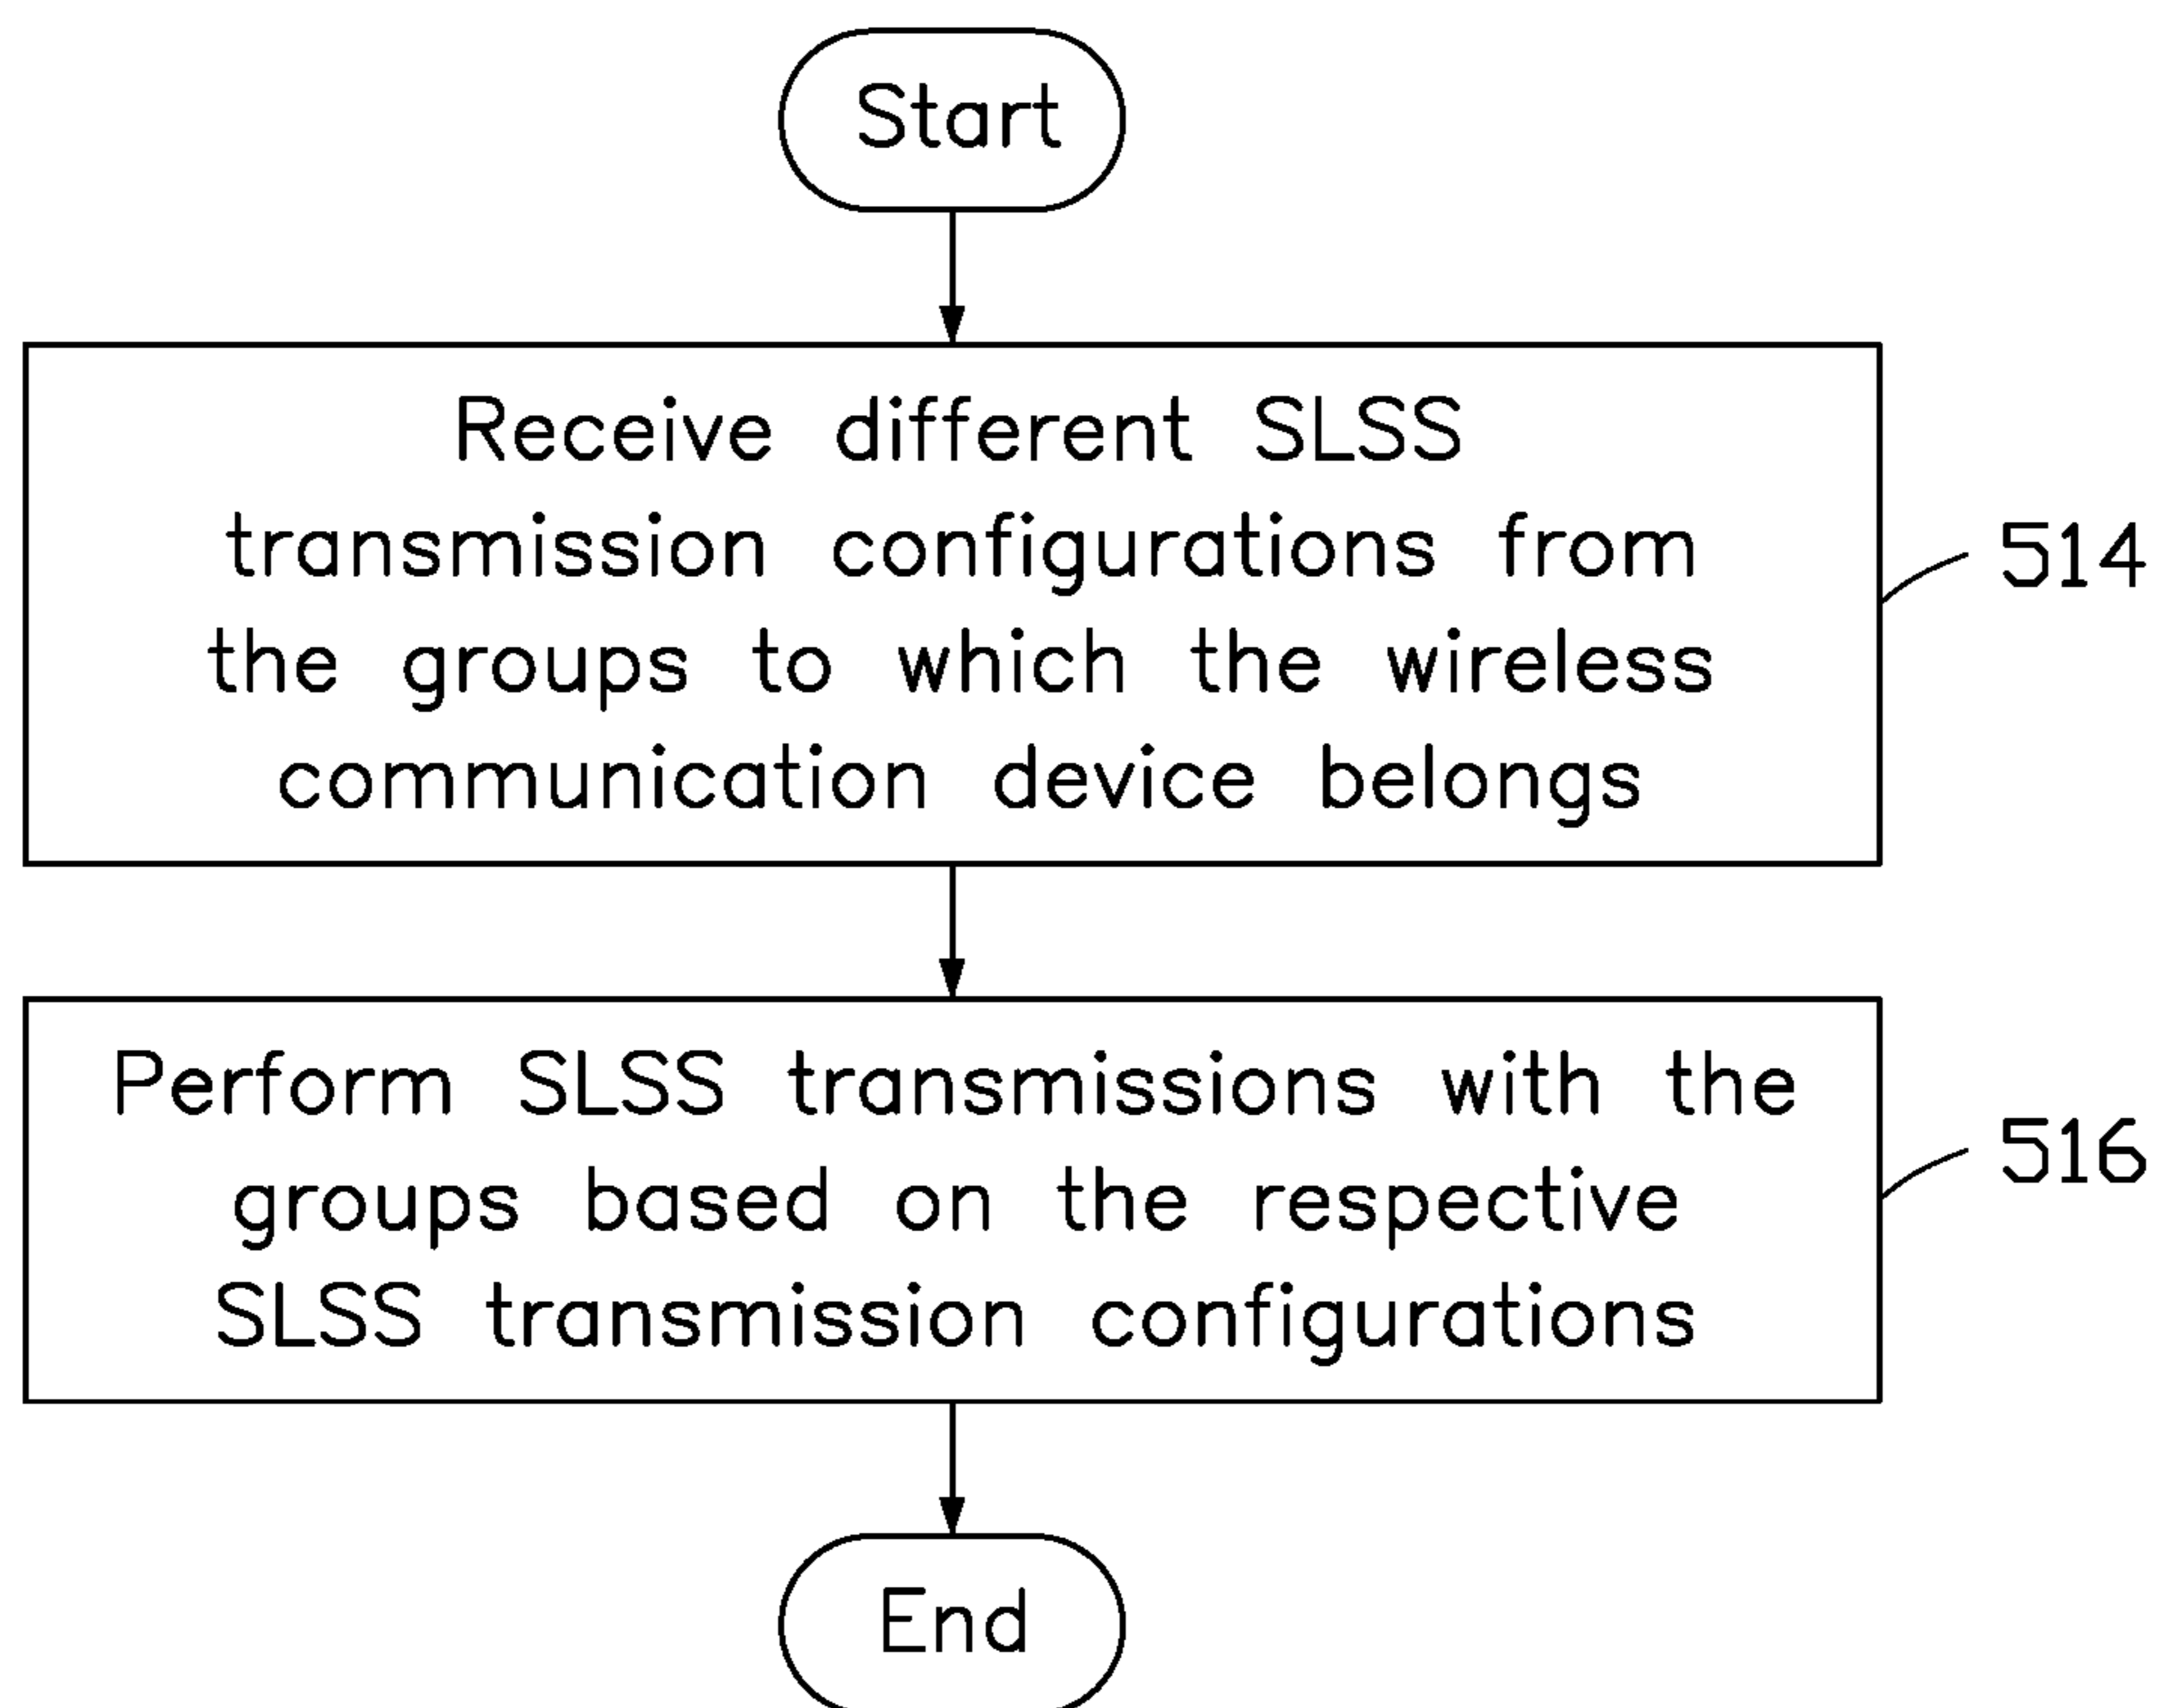 Start
Receive different SLSS
transmission configurations from
the groups to which the wireless
communication device belongs
514
Perform SLSS transmissions with the
groups based on the respective
SLSS transmission configurations
516
End